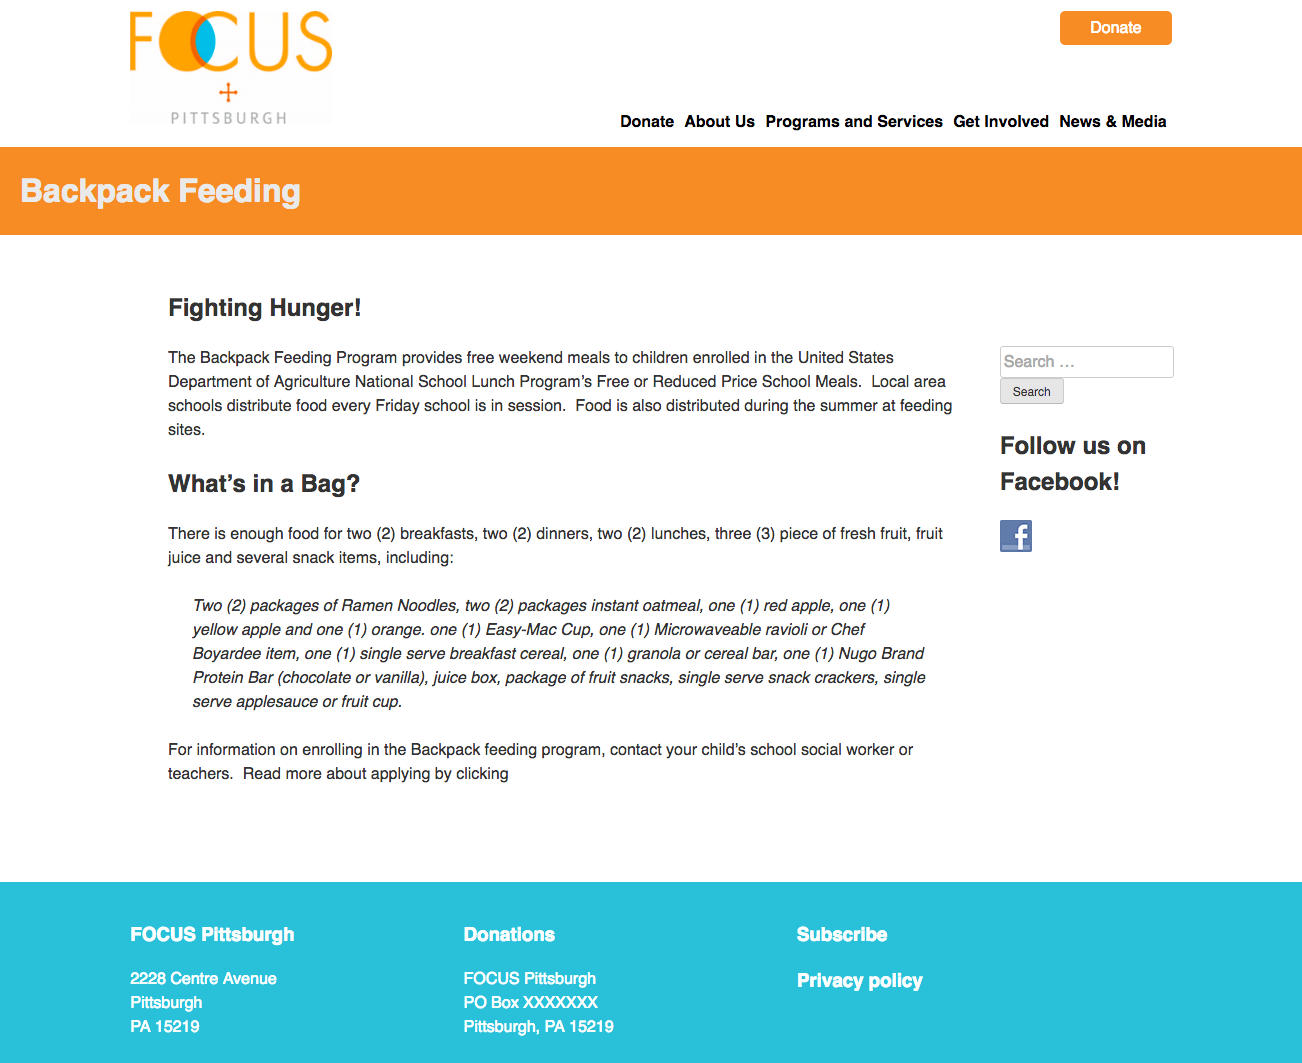 FOCUS
PITTSBURGH
Donate
Donate About Us Programs and Services Get Involved News & Media
Backpack Feeding
Fighting Hunger!
The Backpack Feeding Program provides free weekend meals to children enrolled in the United States
Department of Agriculture National School Lunch Program’s Free or Reduced Price School Meals.  Local area
schools distribute food every Friday school is in session.  Food is also distributed during the summer at feeding
sites.
What’s in a Bag?
There is enough food for two (2) breakfasts, two (2) dinners, two (2) lunches, three (3) piece of fresh fruit, fruit
juice and several snack items, including:
Two (2) packages of Ramen Noodles, two (2) packages instant oatmeal, one (1) red apple, one (1)
yellow apple and one (1) orange. one (1) Easy-Mac Cup, one (1) Microwaveable ravioli or Chef
Boyardee item, one (1) single serve breakfast cereal, one (1) granola or cereal bar, one (1) Nugo Brand
Protein Bar (chocolate or vanilla), juice box, package of fruit snacks, single serve snack crackers, single
serve applesauce or fruit cup.
For information on enrolling in the Backpack feeding program, contact your child’s school social worker or
teachers.  Read more about applying by clicking
Search …
Search
Follow us on
Facebook!
f
FOCUS Pittsburgh
2228 Centre Avenue
Pittsburgh
PA 15219
Donations
FOCUS Pittsburgh
PO Box XXXXXXX
Pittsburgh, PA 15219
Subscribe
Privacy policy